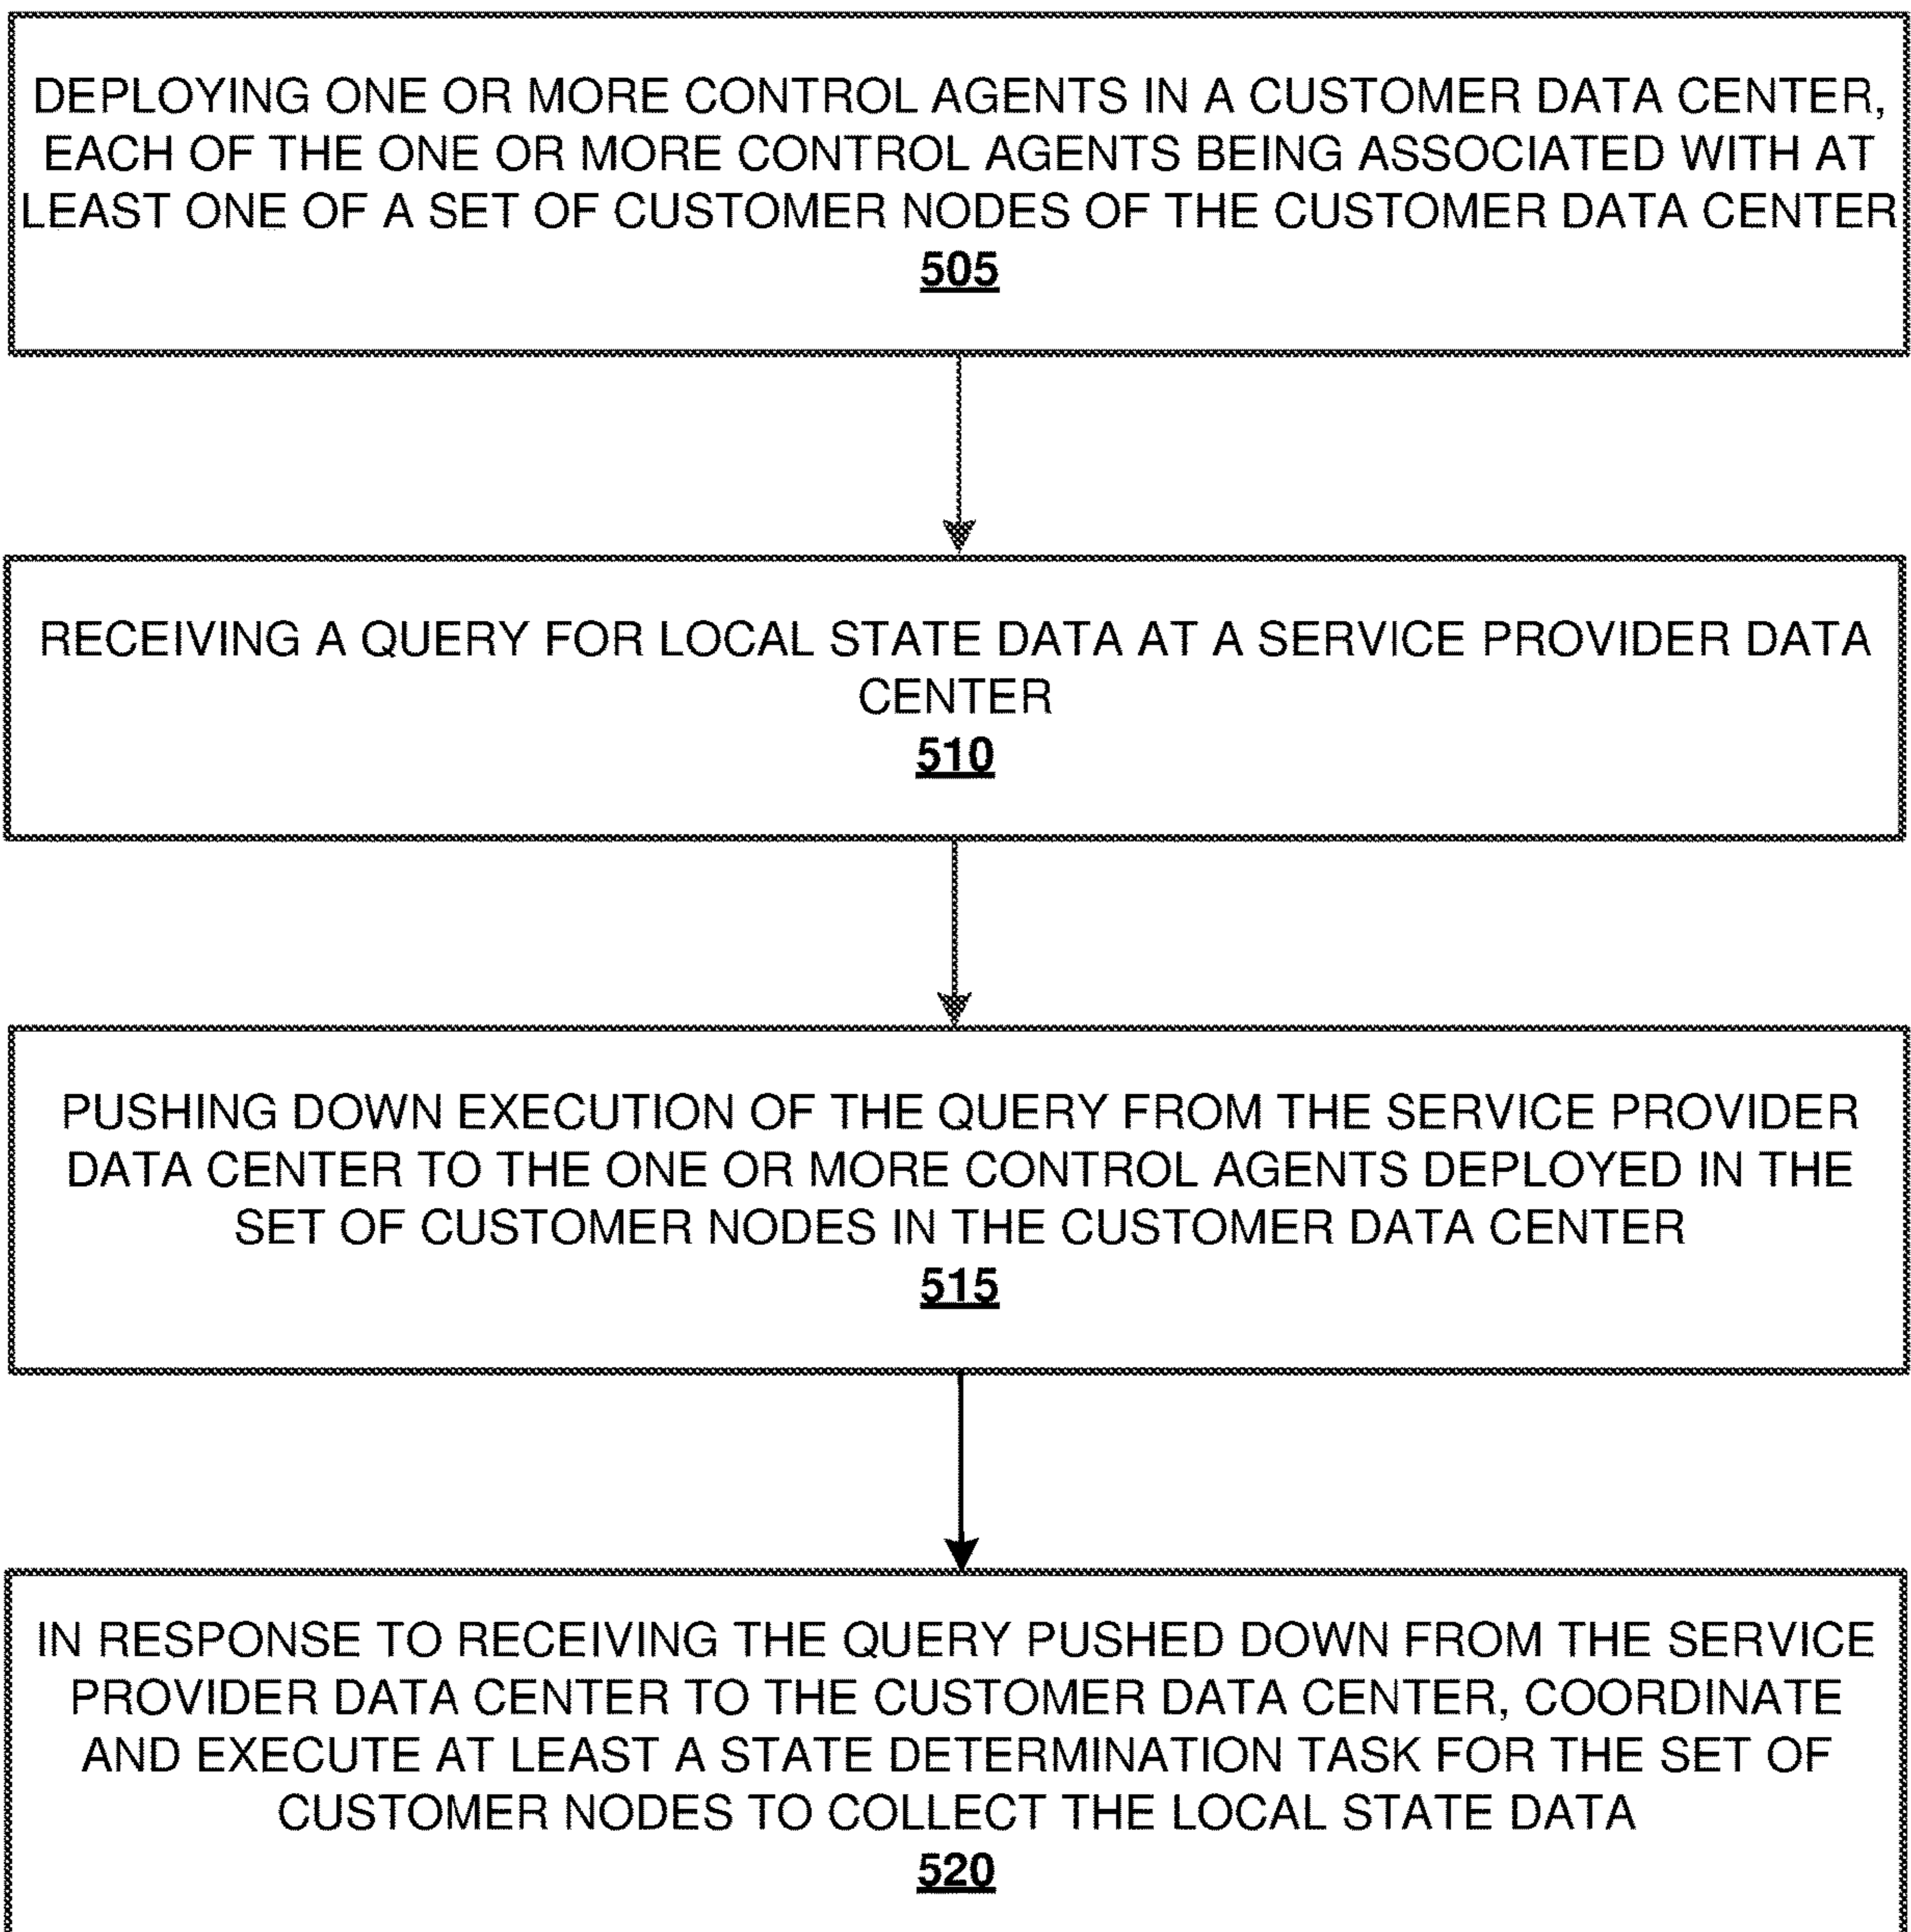 DEPLOYING ONE OR MORE CONTROL AGENTS IN A CUSTOMER DATA CENTER,
EACH OF THE ONE OR MORE CONTROL AGENTS BEING ASSOCIATED WITH AT
LEAST ONE OF A SET OF CUSTOMER NODES OF THE CUSTOMER DATA CENTER
505
RECEIVING A QUERY FOR LOCAL STATE DATA AT A SERVICE PROVIDER DATA
CENTER
510
PUSHING DOWN EXECUTION OF THE QUERY FROM THE SERVICE PROVIDER
DATA CENTER TO THE ONE OR MORE CONTROL AGENTS DEPLOYED IN THE
SET OF CUSTOMER NODES IN THE CUSTOMER DATA CENTER
515
IN RESPONSE TO RECEIVING THE QUERY PUSHED DOWN FROM THE SERVICE
PROVIDER DATA CENTER TO THE CUSTOMER DATA CENTER, COORDINATE
AND EXECUTE AT LEAST A STATE DETERMINATION TASK FOR THE SET OF
CUSTOMER NODES TO COLLECT THE LOCAL STATE DATA
520